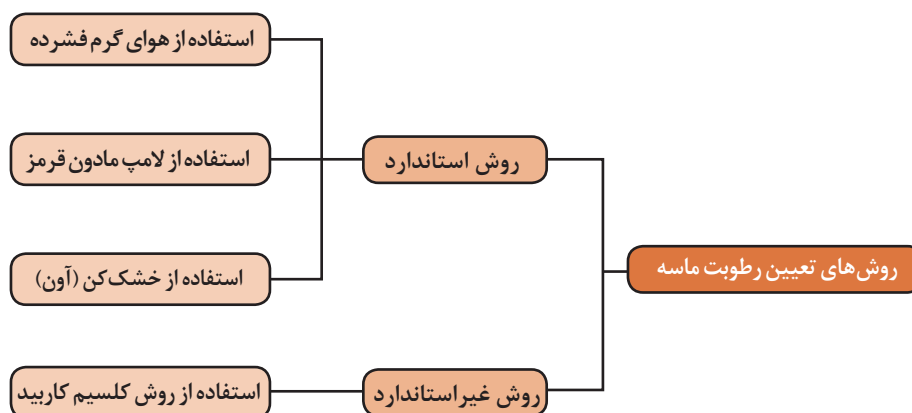 روش‌های تعیین رطوبت ماسه
روش استاندارد
استفاده از هوای گرم فشرده
استفاده از لامپ مادون قرمز
استفاده از خشک‌کن (آون)
روش غیراستاندارد
استفاده از روش کلسیم کاربید